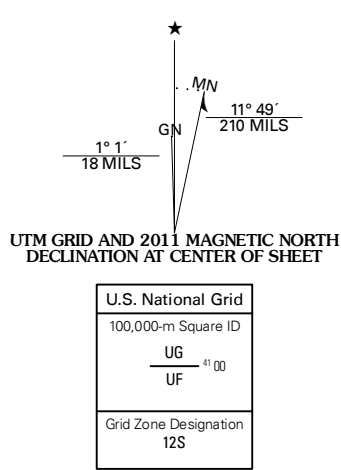 ★
MN
GN
11° 49´
210 MILS
1° 1´
18 MILS
UTM GRID AND 2011 MAGNETIC NORTH
DECLINATION AT CENTER OF SHEET
U.S. National Grid
100,000-m Square ID
UG
41 00
UF
Grid Zone Designation
12S